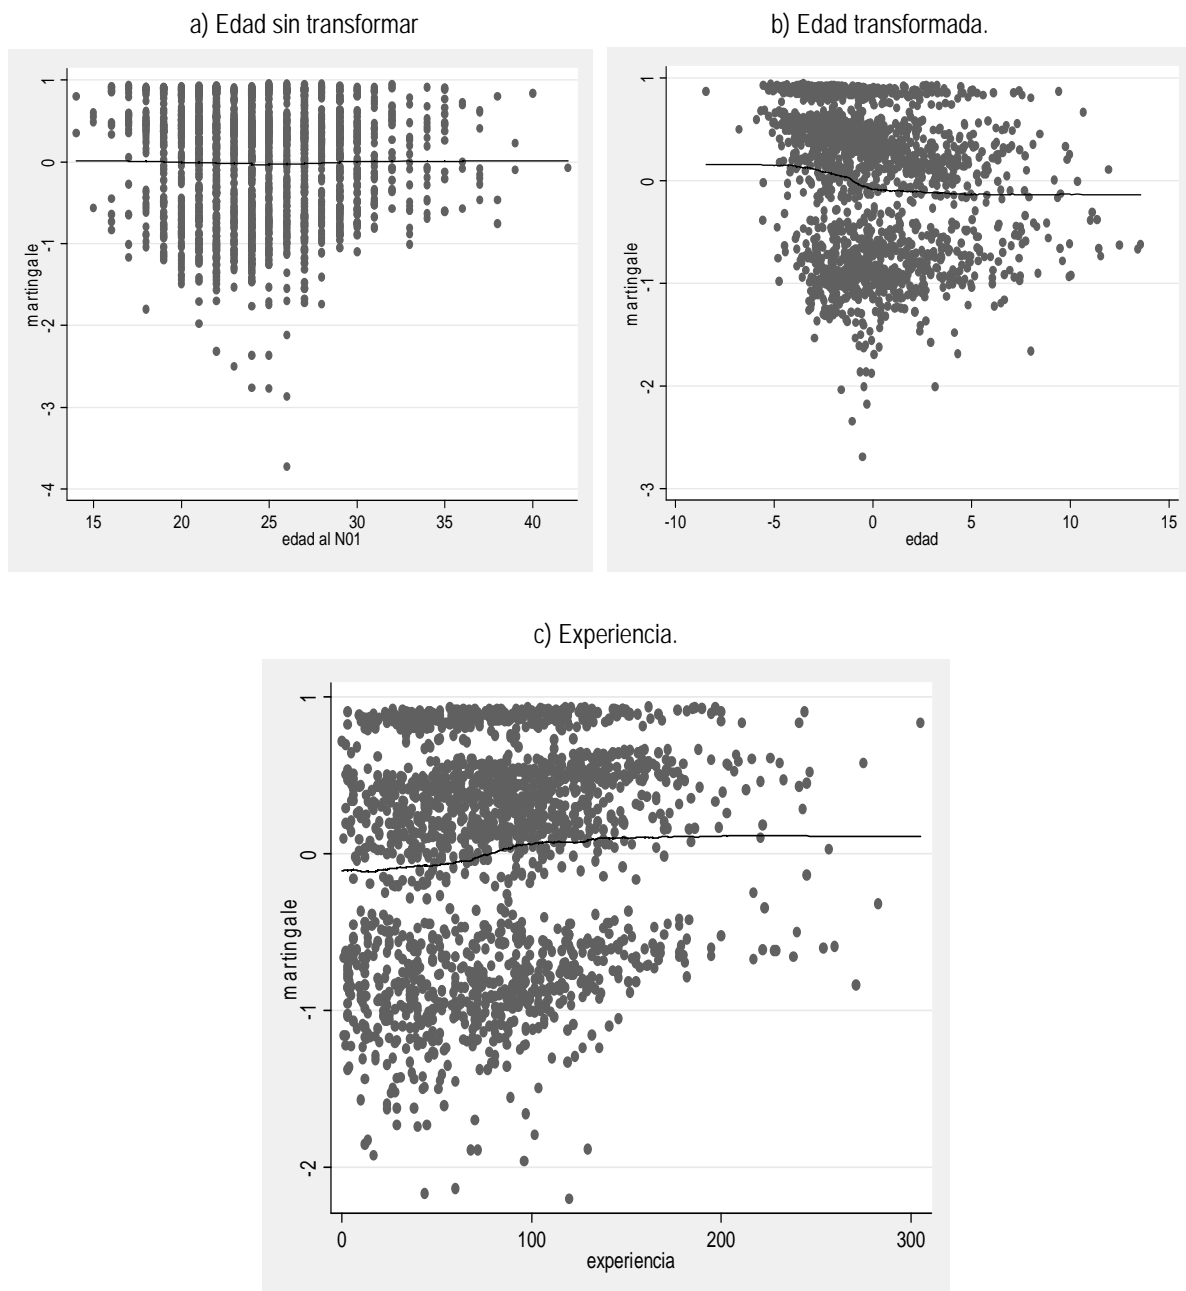 a) Edad sin transformar
martingale
1
0
-1
-2
-3
-4
15 20 25 30 35 40
edad al N01
b) Edad transformada.
martingale
1
0
-1
-2
-3
-10 -5 0 5 10 15
edad
c) Experiencia.
martingale
1
0
-1
-2
0 100 200 300
experiencia